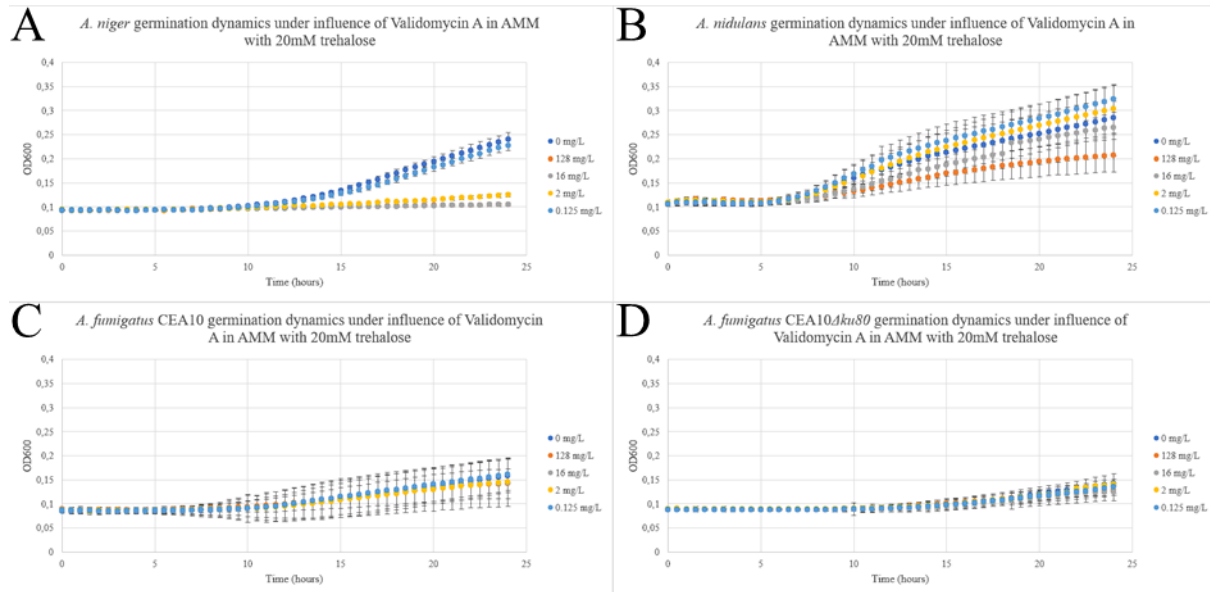 A
A. niger germination dynamics under influence of Validomycin A in AMM
with 20mM trehalose
0,4
0,35
0,3
0,25
0,2
0,15
0,1
0,05
0
OD600
0 5 10 15 20 25
Time (hours)
0 mg/L
128 mg/L
16 mg/L
2 mg/L
0.125 mg/L
B
A. nidulans germination dynamics under influence of Validomycin A in
AMM with 20mM trehalose
0,4
0,35
0,3
0,25
0,2
0,15
0,1
0,05
0
OD600
0 5 10 15 20 25
Time (hours)
0 mg/L
128 mg/L
16 mg/L
2 mg/L
0.125 mg/L
C
A. fumigatus CEA10 germination dynamics under influence of Validomycin
A in AMM with 20mM trehalose
0,4
0,35
0,3
0,25
0,2
0,15
0,1
0,05
0
OD600
0 5 10 15 20 25
Time (hours)
0 mg/L
128 mg/L
16 mg/L
2 mg/L
0.125 mg/L
D
A. fumigatus CEA10Δku80 germination dynamics under influence of
Validomycin A in AMM with 20mM trehalose
0,4
0,35
0,3
0,25
0,2
0,15
0,1
0,05
0
OD600
0 5 10 15 20 25
Time (hours)
0 mg/L
128 mg/L
16 mg/L
2 mg/L
0.125 mg/L